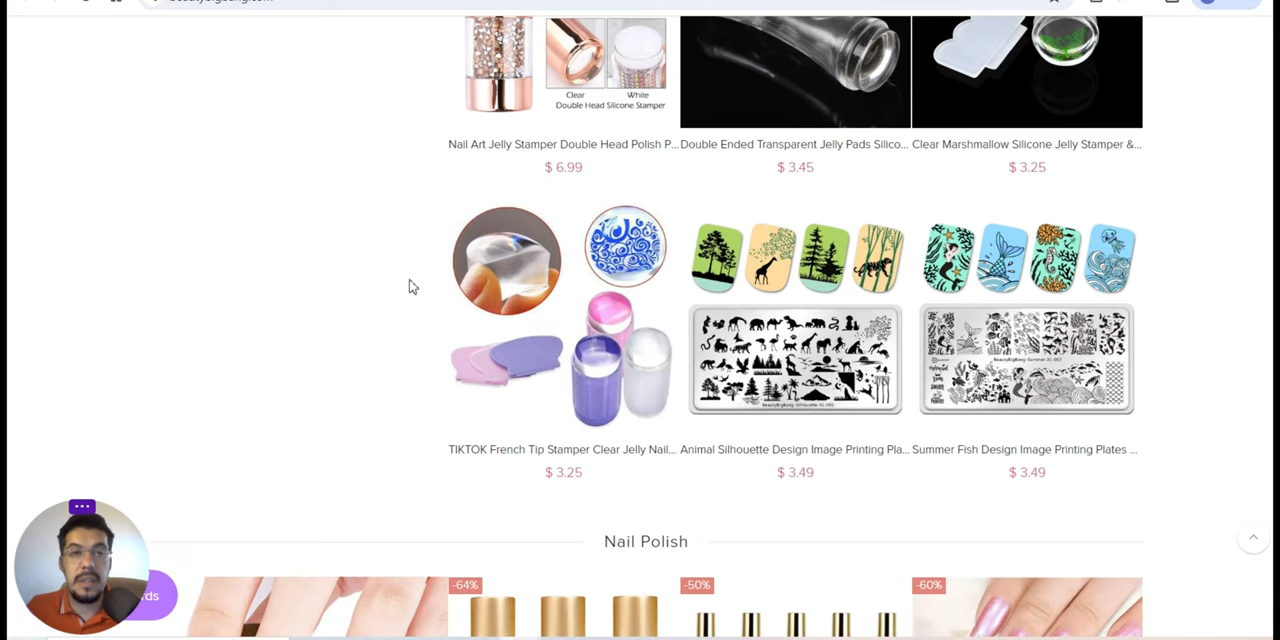 Clear
White
Double Head Silicone Stamper
Nail Art Jelly Stamper Double Head Polish P...
Double Ended Transparent Jelly Pads Silico...
Clear Marshmallow Silicone Jelly Stamper &...
$ 6.99
$ 3.45
$ 3.25
TIKTOK French Tip Stamper Clear Jelly Nail...
Animal Silhouette Design Image Printing Pla...
Summer Fish Design Image Printing Plates ...
$ 3.25
$ 3.49
$ 3.49
Nail Polish
-64%
-50%
-60%
rds